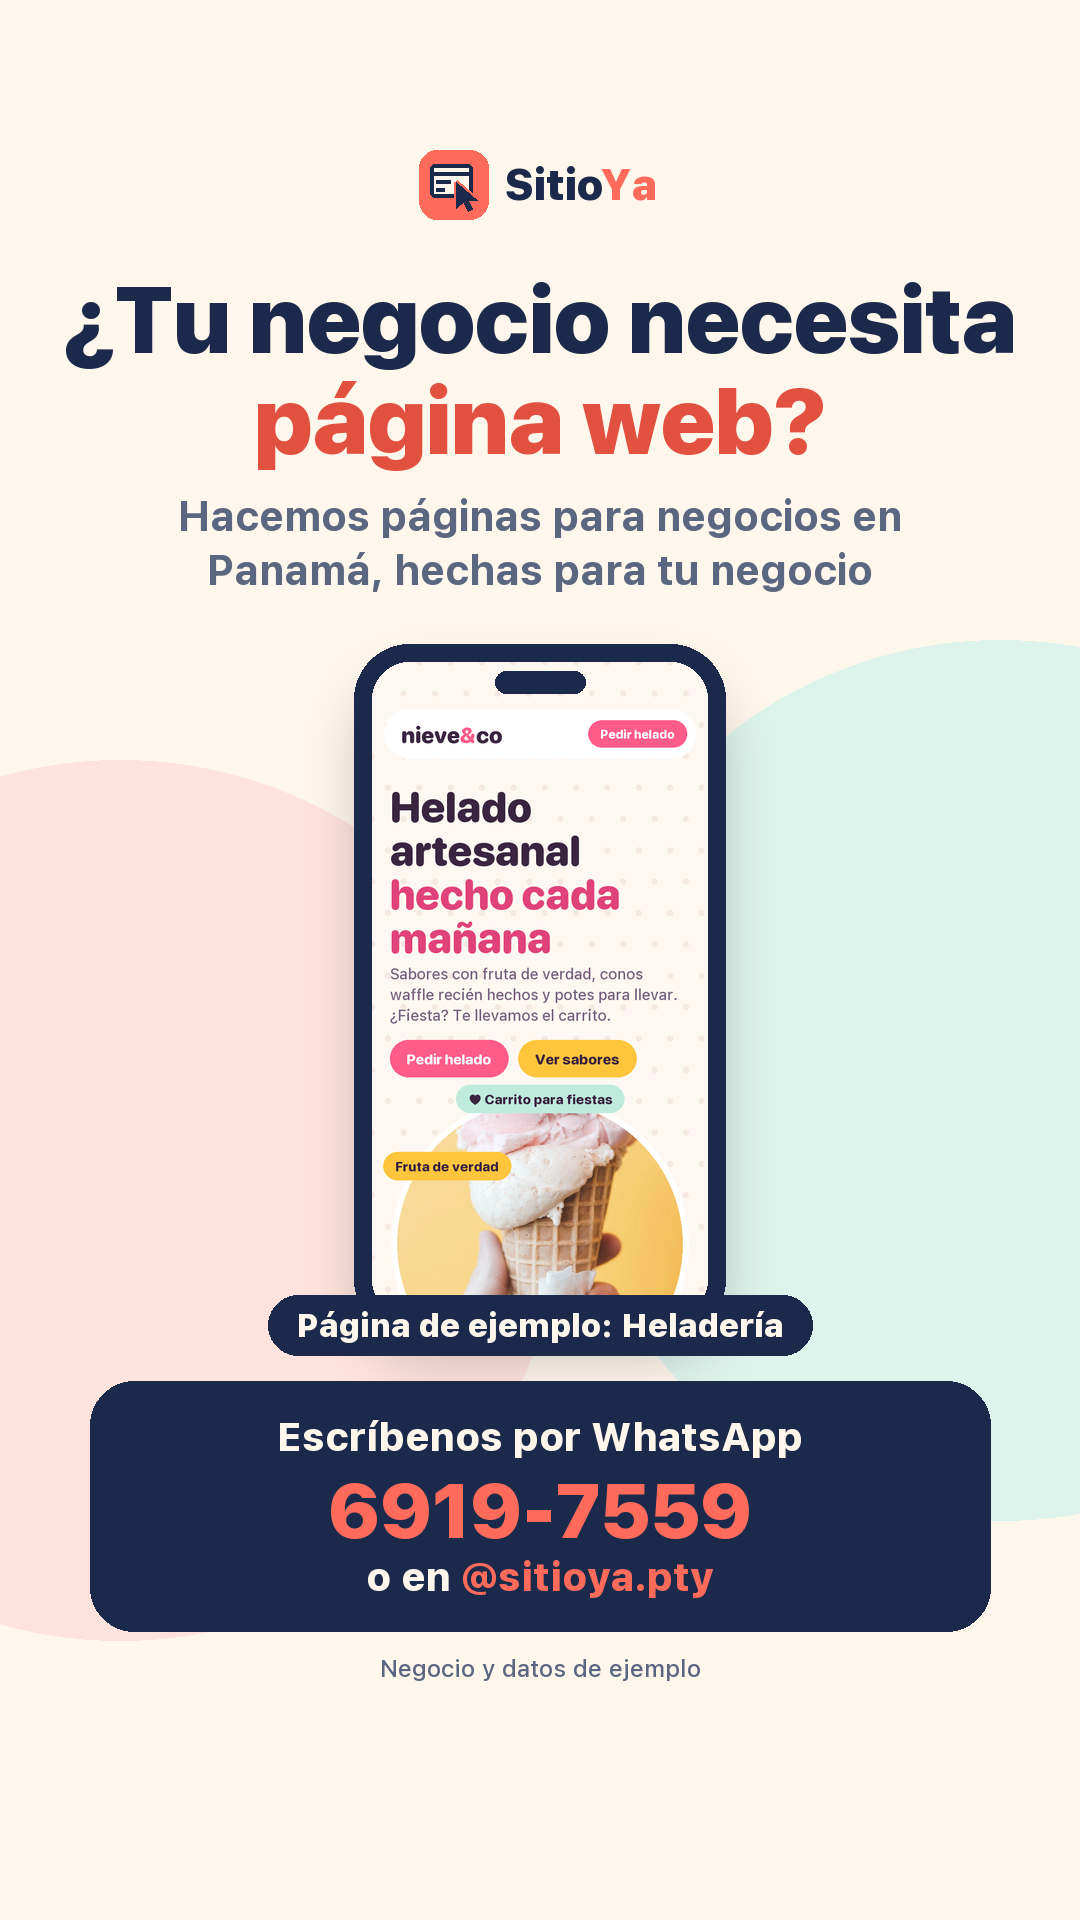 SitioYa
¿Tu negocio necesita
página web?
Hacemos páginas para negocios en
Panamá, hechas para tu negocio
nieve&co
Pedir helado
Helado
artesanal
hecho cada
mañana
Sabores con fruta de verdad, conos
waffle recién hechos y potes para llevar.
¿Fiesta? Te llevamos el carrito.
Pedir helado
Ver sabores
Carrito para fiestas
Fruta de verdad
Página de ejemplo: Heladería
Escríbenos por WhatsApp
6919-7559
o en @sitioya.pty
Negocio y datos de ejemplo